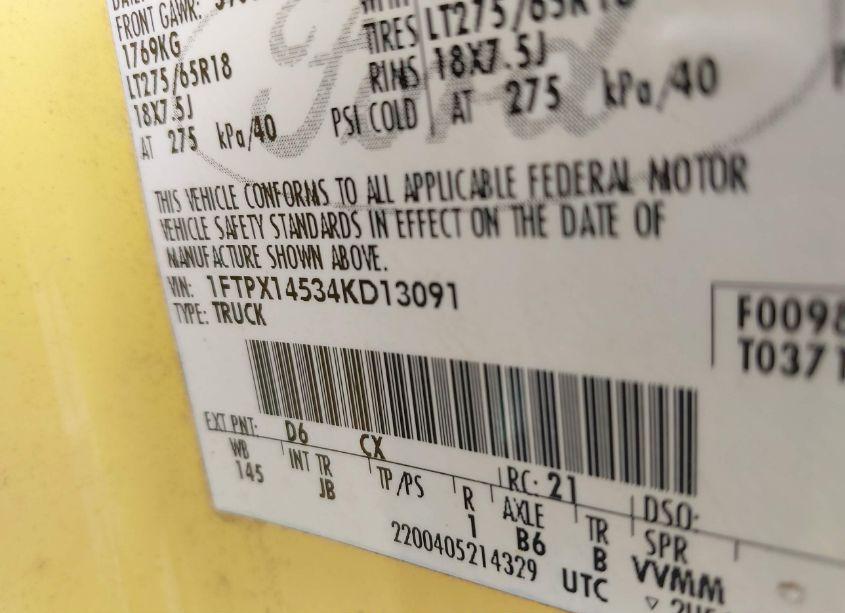 FRONT GAWR:
1769KG
LT275/65R18
18X7.5J
AT 275 kPa/40
TIRES LT275/65R18
RIMS 18X7.5J
PSI COLD AT 275 kPa/40
Ford
THIS VEHICLE CONFORMS TO ALL APPLICABLE FEDERAL MOTOR
VEHICLE SAFETY STANDARDS IN EFFECT ON THE DATE OF
MANUFACTURE SHOWN ABOVE.
VIN: 1FTPX14534KD13091
TYPE: TRUCK
F0098
T0371
EXT PNT: D6 CX RC: 21 DSO:
WB INT TR TP/PS R AXLE TR SPR
145 JB 1 B6 B VVMM
2200405214329 UTC